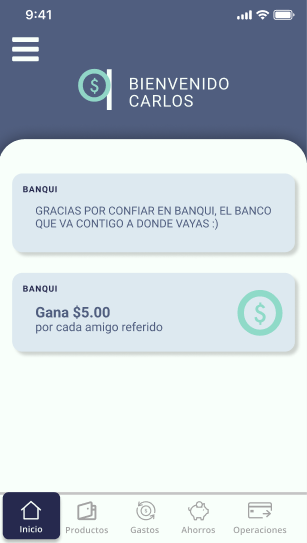 9:41
BIENVENIDO
CARLOS
BANQUI
GRACIAS POR CONFIAR EN BANQUI, EL BANCO
QUE VA CONTIGO A DONDE VAYAS :)
BANQUI
Gana $5.00
por cada amigo referido
Inicio Productos Gastos Ahorros Operaciones